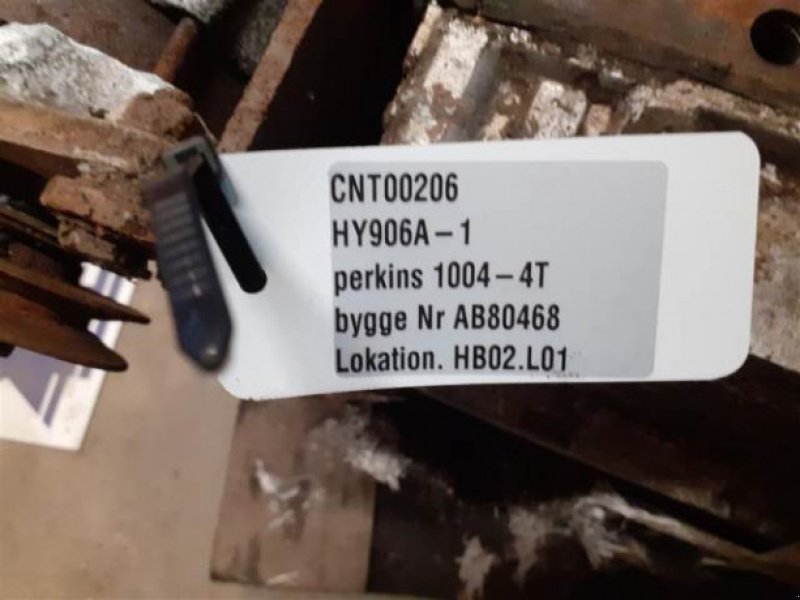 CNT00206
HY906A-1
perkins 1004-4T
bygge Nr AB80468
Lokation. HB02.L01